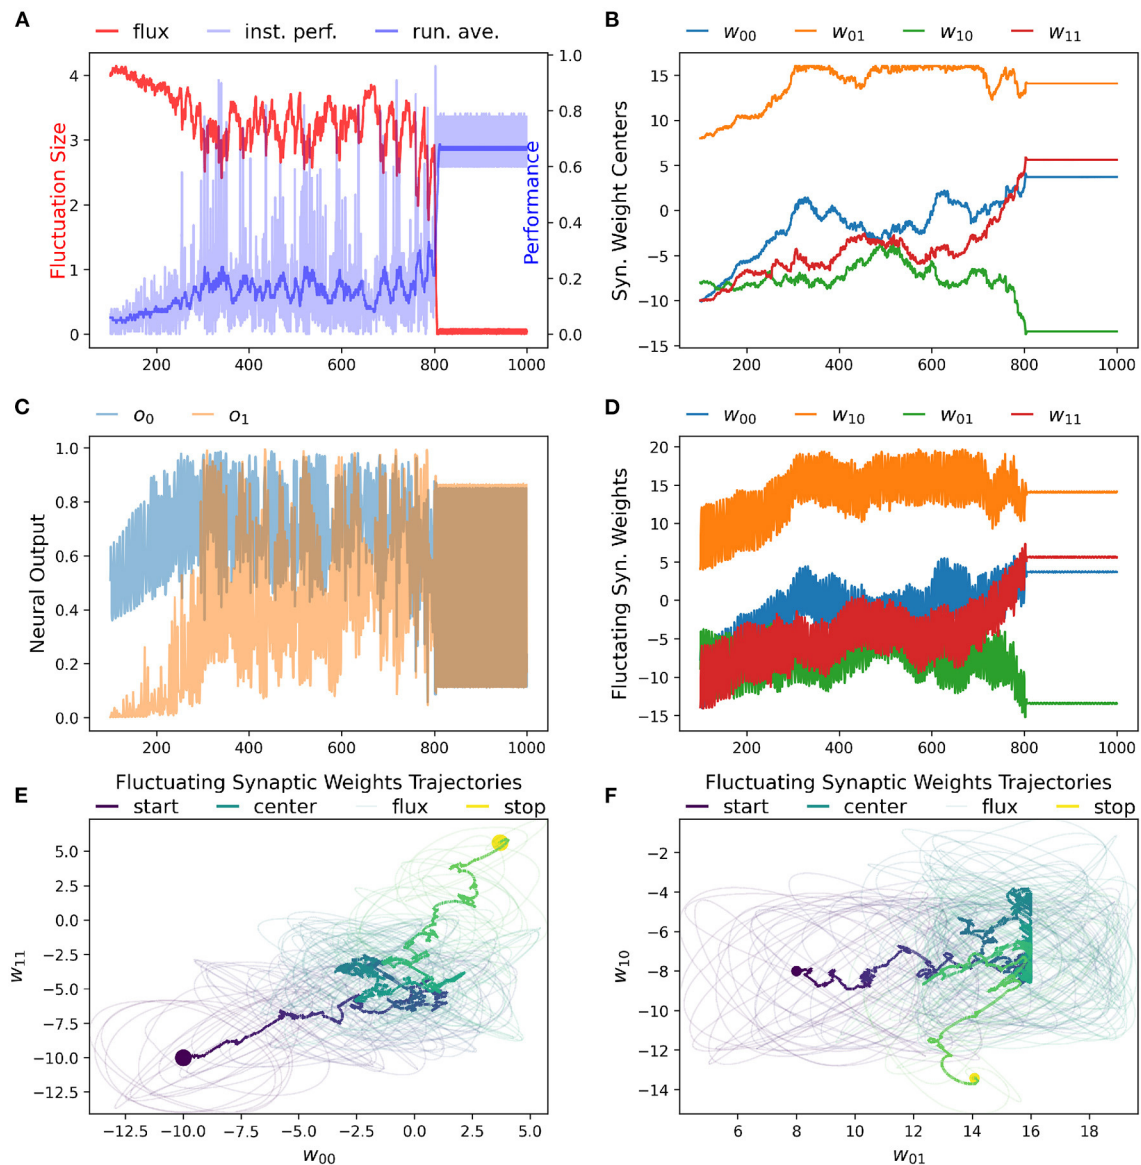 A
flux inst. perf. run. ave.
Fluctuation Size
4
3
2
1
0
1.0
0.8
0.6
0.4
0.2
0.0
Performance
200 400 600 800 1000
B
w00 w01 w10 w11
Syn. Weight Centers
15
10
5
0
−5
−10
−15
200 400 600 800 1000
C
o0 o1
Neural Output
1.0
0.8
0.6
0.4
0.2
0.0
200 400 600 800 1000
D
w00 w10 w01 w11
Fluctating Syn. Weights
20
15
10
5
0
−5
−10
−15
200 400 600 800 1000
E
Fluctuating Synaptic Weights Trajectories
start center flux stop
w11
5.0
2.5
0.0
−2.5
−5.0
−7.5
−10.0
−12.5
−12.5 −10.0 −7.5 −5.0 −2.5 0.0 2.5 5.0
w00
Fluctuating Synaptic Weights Trajectories
F
start center flux stop
w10
−2
−4
−6
−8
−10
−12
−14
6 8 10 12 14 16 18
w01